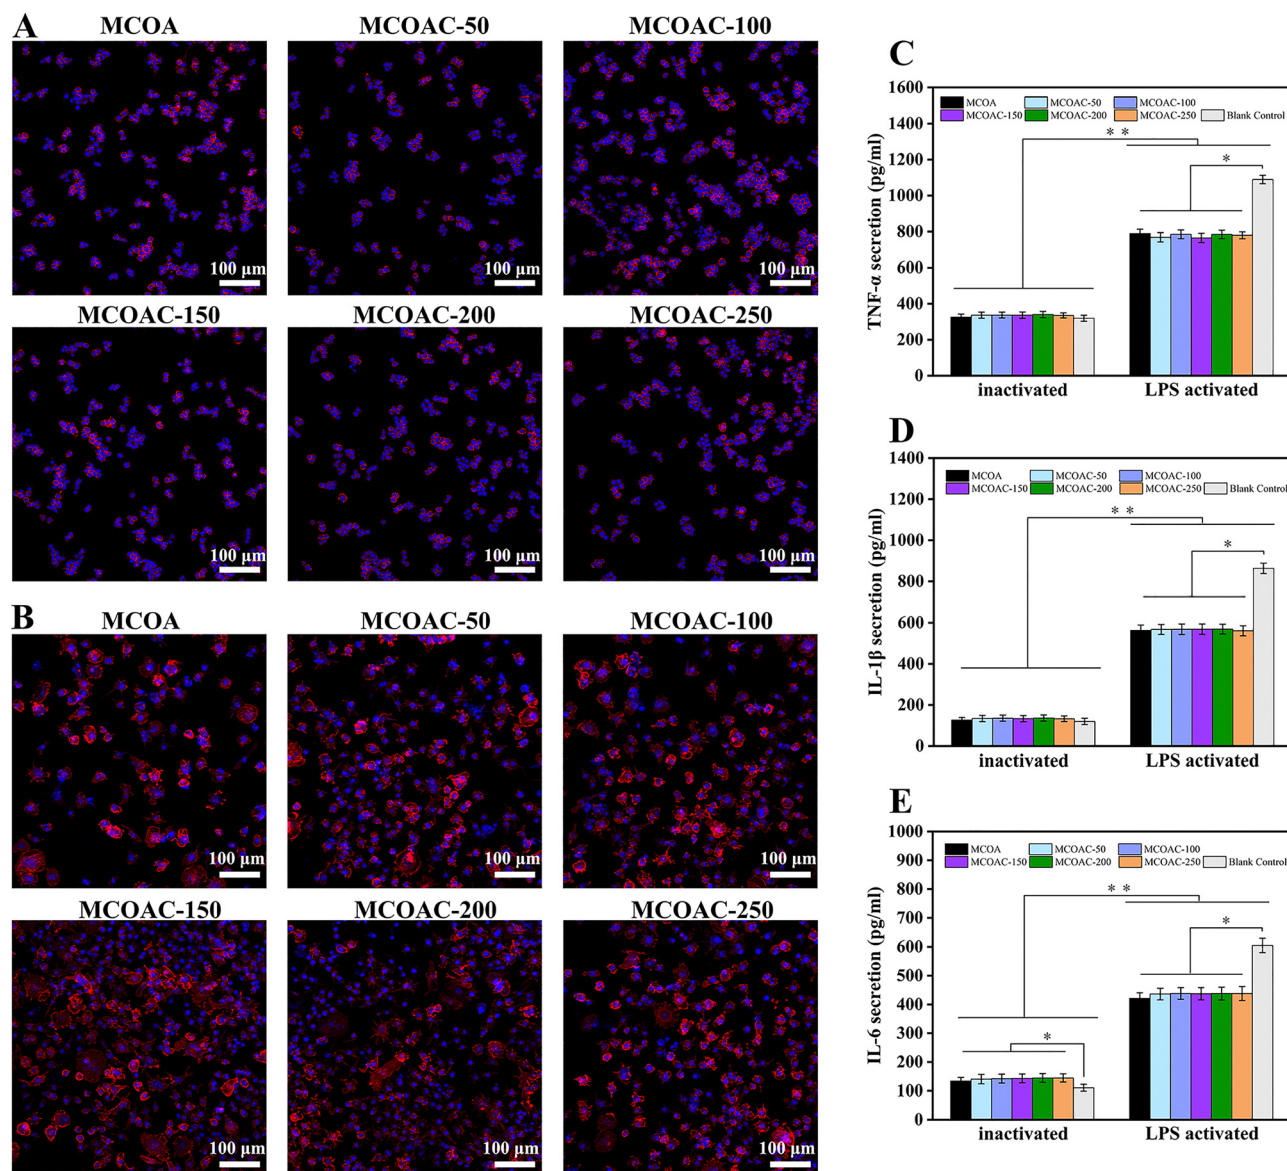 A
MCOA
MCOAC-50
MCOAC-100
100 μm
100 μm
100 μm
MCOAC-150
MCOAC-200
MCOAC-250
100 μm
100 μm
100 μm
B
MCOA
MCOAC-50
MCOAC-100
100 μm
100 μm
100 μm
MCOAC-150
MCOAC-200
MCOAC-250
100 μm
100 μm
100 μm
C
TNF-α secretion (pg/ml)
1600
1400
1200
1000
800
600
400
200
0
MCOA
MCOAC-50
MCOAC-100
MCOAC-150
MCOAC-200
MCOAC-250
Blank Control
* *
*
inactivated
LPS activated
D
IL-1β secretion (pg/ml)
1400
1200
1000
800
600
400
200
0
MCOA
MCOAC-50
MCOAC-100
MCOAC-150
MCOAC-200
MCOAC-250
Blank Control
* *
*
inactivated
LPS activated
E
IL-6 secretion (pg/ml)
1000
900
800
700
600
500
400
300
200
100
0
MCOA
MCOAC-50
MCOAC-100
MCOAC-150
MCOAC-200
MCOAC-250
Blank Control
* *
*
*
inactivated
LPS activated